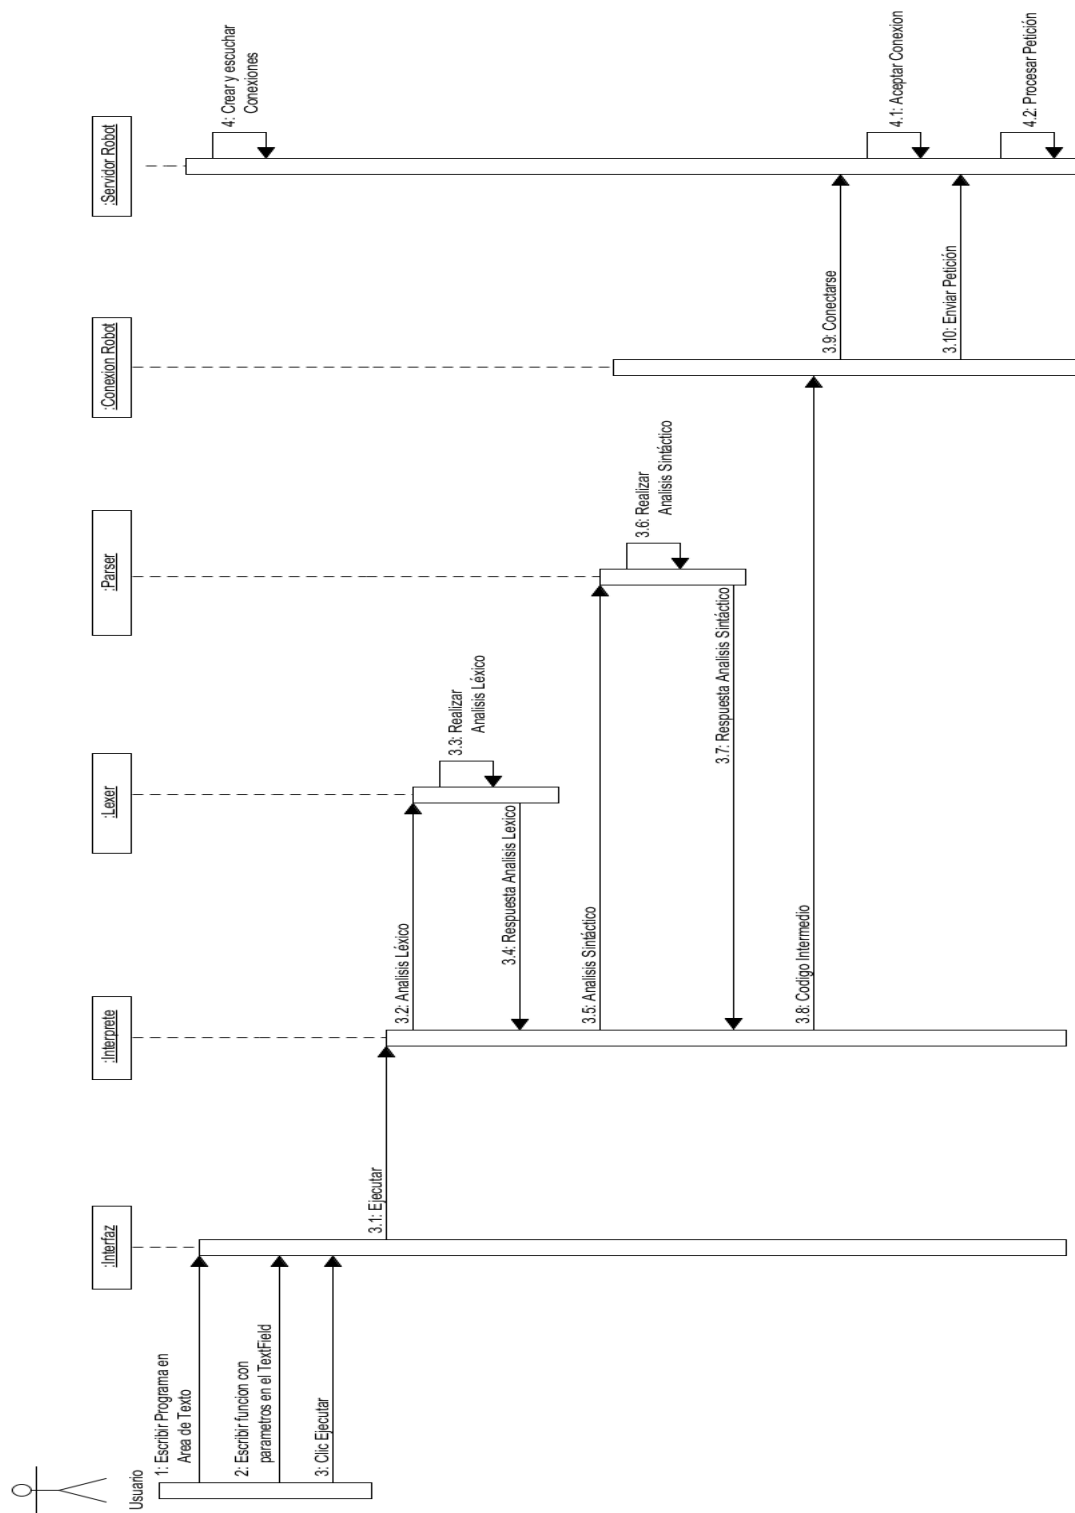 Usuario
:Interfaz
:Interprete
:Lexer
:Parser
:Conexion Robot
:Servidor Robot
1: Escribir Programa en
Area de Texto
4: Crear y escuchar
Conexiones
2: Escribir funcion con
parametros en el TextField
3: Clic Ejecutar
3.1: Ejecutar
3.2: Analisis Léxico
3.3: Realizar
Analisis Léxico
3.4: Respuesta Analisis Lexico
3.5: Analisis Sintáctico
3.6: Realizar
Analisis Sintáctico
3.7: Respuesta Analisis Sintáctico
3.8: Codigo Intermedio
3.9: Conectarse
4.1: Aceptar Conexion
3.10: Enviar Petición
4.2: Procesar Petición